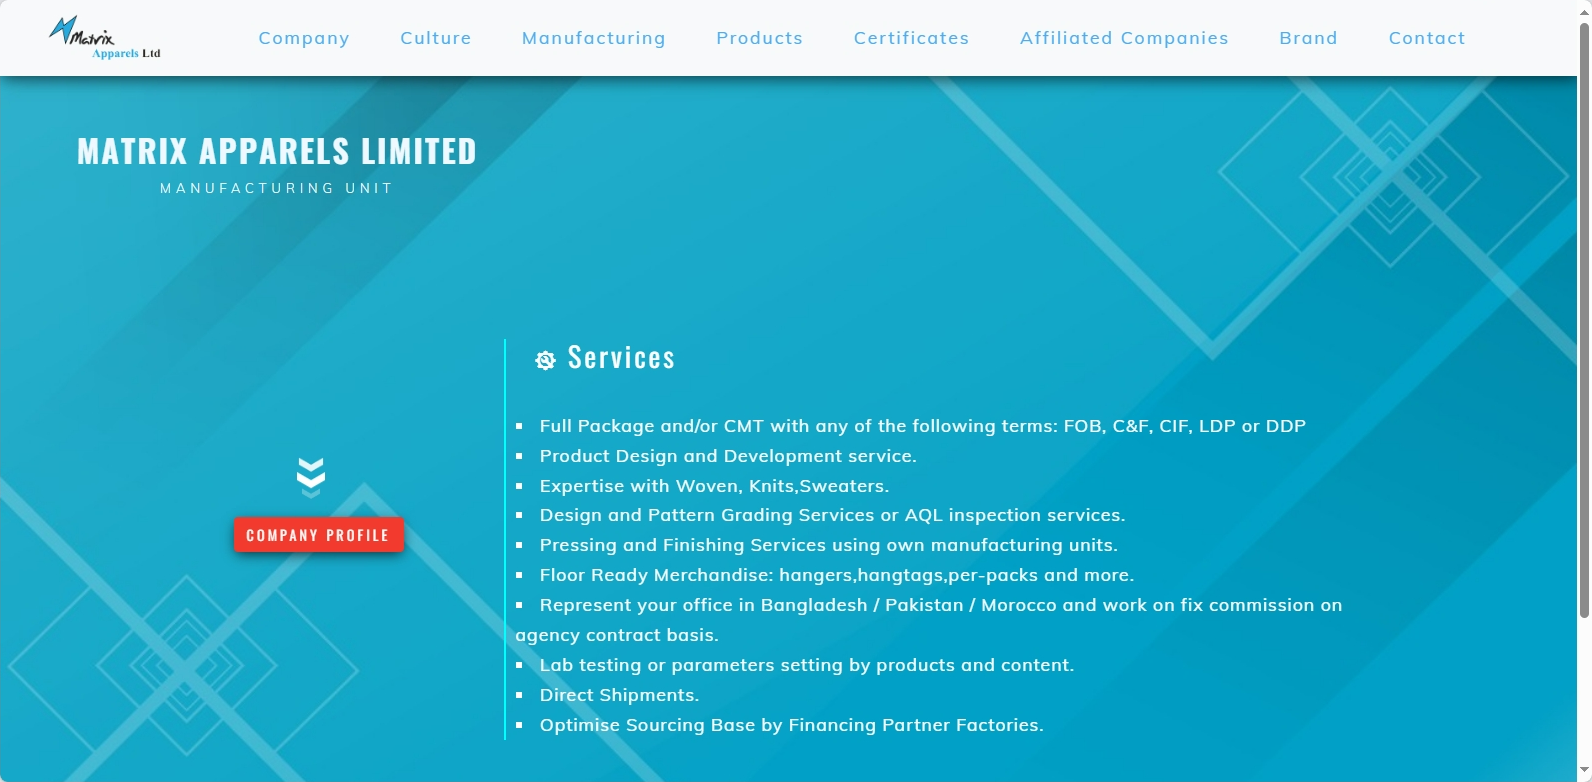 Matrix
Apparels Ltd
Company Culture Manufacturing Products Certificates Affiliated Companies Brand Contact
MATRIX APPARELS LIMITED
MANUFACTURING UNIT
COMPANY PROFILE
Services
▪ Full Package and/or CMT with any of the following terms: FOB, C&F, CIF, LDP or DDP
▪ Product Design and Development service.
▪ Expertise with Woven, Knits,Sweaters.
▪ Design and Pattern Grading Services or AQL inspection services.
▪ Pressing and Finishing Services using own manufacturing units.
▪ Floor Ready Merchandise: hangers,hangtags,per-packs and more.
▪ Represent your office in Bangladesh / Pakistan / Morocco and work on fix commission on
agency contract basis.
▪ Lab testing or parameters setting by products and content.
▪ Direct Shipments.
▪ Optimise Sourcing Base by Financing Partner Factories.